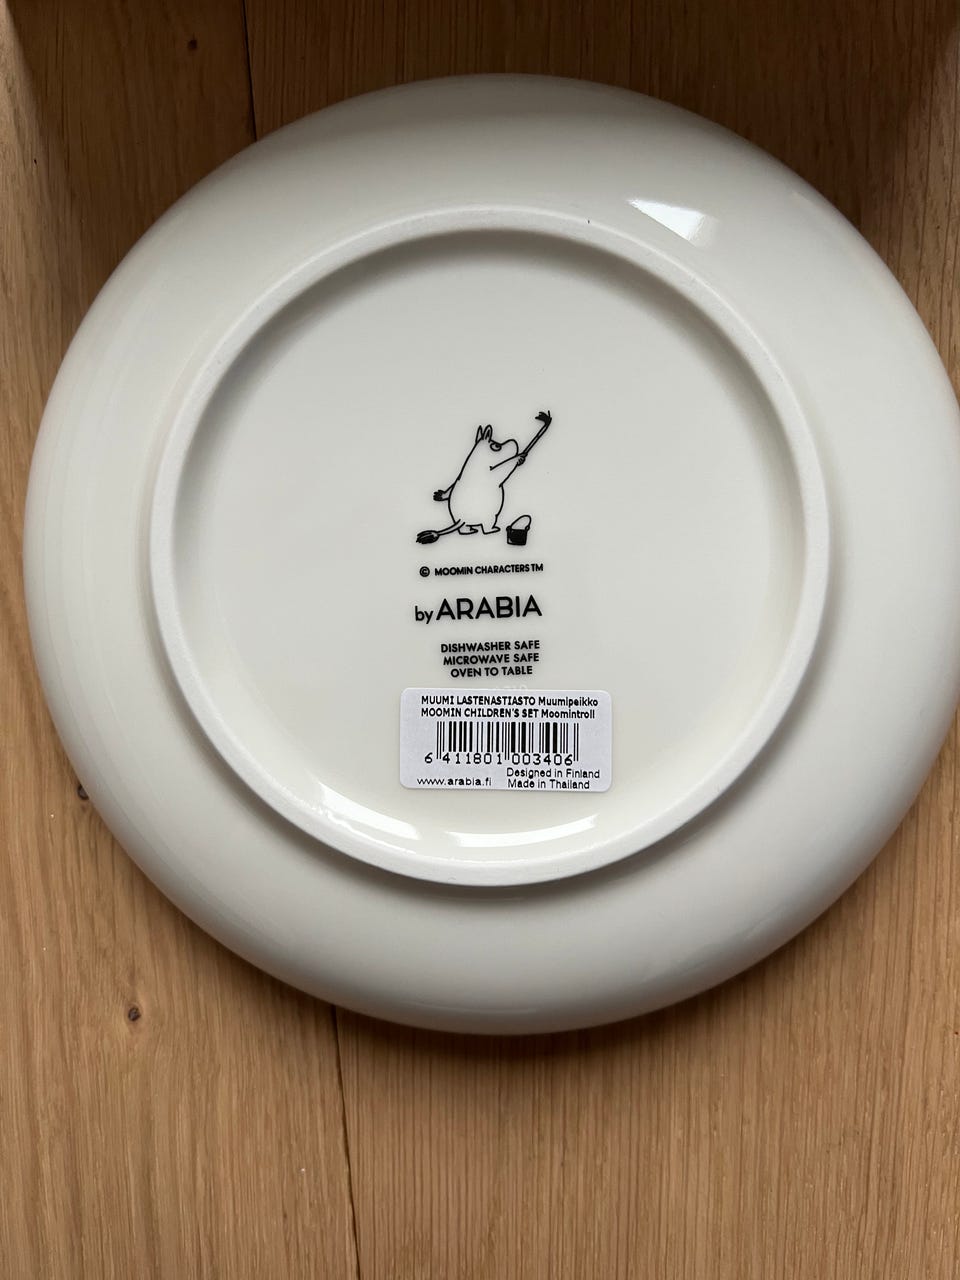 © MOOMIN CHARACTERS TM
by ARABIA
DISHWASHER SAFE
MICROWAVE SAFE
OVEN TO TABLE
MUUMI LASTENASTIASTO Muumipeikko
MOOMIN CHILDREN'S SET Moomintroll
6 411801 003406
Designed in Finland
www.arabia.fi Made in Thailand